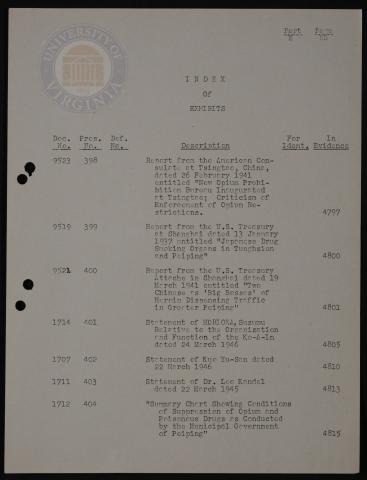 UNIVERSITY OF VIRGINIA
Part Page
I N D E X
Of
EXHIBITS
Doc. Pros. Def. For In
No. No. No. Description Ident. Evidence
9523 398 Report from the American Con-
sulate at Tsingtao, China,
dated 26 February 1941
entitled "New Opium Prohi-
bition Bureau Inaugurated
at Tsingtao; Criticism of
Enforcement of Opium Re-
strictions. 4797
9519 399 Report from the U.S. Treasury
at Shanghai dated 13 January
1937 entitled "Japanese Drug
Smoking Organs in Tunghsien
and Peiping" 4800
9521 400 Report from the U.S. Treasury
Attache in Shanghai dated 19
March 1941 entitled "Two
Chinese as 'Big Bosses' of
Heroin Dispensing Traffic
in Greater Peiping" 4801
1714 401 Statement of MORIOKA, Susumu
Relative to the Organization
and Function of the Ko-A-In
dated 24 March 1946 4805
1707 402 Statement of Kuo Yu-San dated
22 March 1946 4810
1711 403 Statement of Dr. Leo Kandel
dated 22 March 1945 4813
1712 404 "Summary Chart Showing Conditions
of Suppression of Opium and
Poisonous Drugs as Conducted
by the Municipal Government
of Peiping" 4815